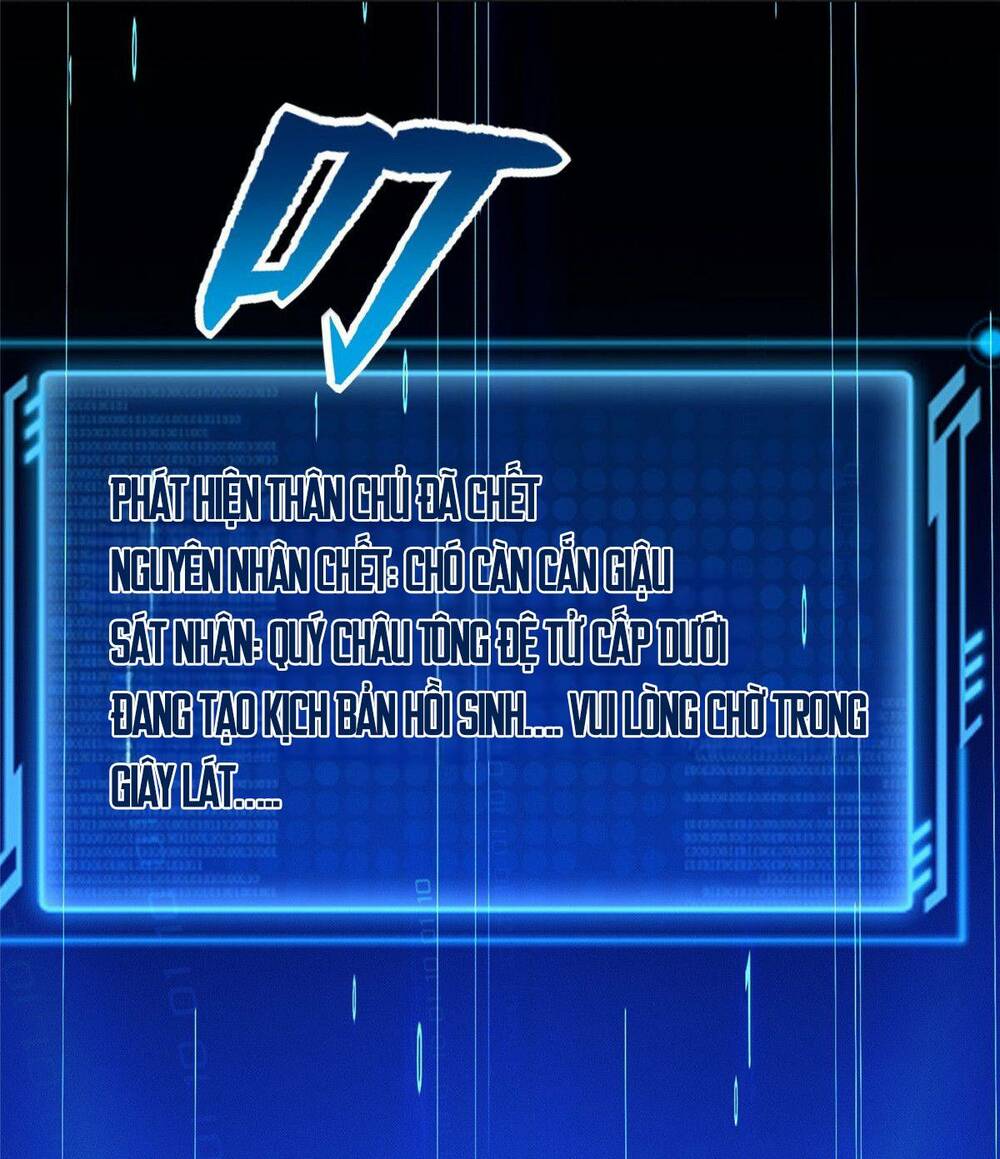 叮
PHÁT HIỆN THÂN CHỦ ĐÃ CHẾT
NGUYÊN NHÂN CHẾT: CHÓ CÀN CẮN GIẬU
SÁT NHÂN: QUÝ CHÂU TÔNG ĐỆ TỬ CẤP DƯỚI
ĐANG TẠO KỊCH BẢN HỒI SINH.... VUI LÒNG CHỜ TRONG
GIÂY LÁT.....